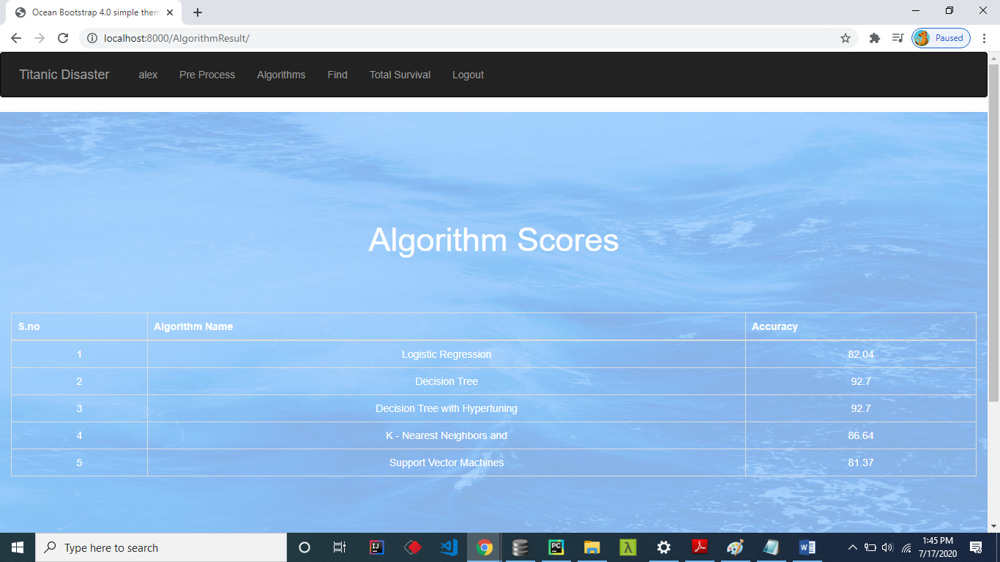 Ocean Bootstrap 4.0 simple them
localhost:8000/AlgorithmResult/
Paused
Titanic Disaster alex Pre Process Algorithms Find Total Survival Logout
Algorithm Scores
S.no Algorithm Name Accuracy
1 Logistic Regression 82.04
2 Decision Tree 92.7
3 Decision Tree with Hypertuning 92.7
4 K - Nearest Neighbors and 86.64
5 Support Vector Machines 81.37
Type here to search
IJ
PC
λ
W
1:45 PM
7/17/2020